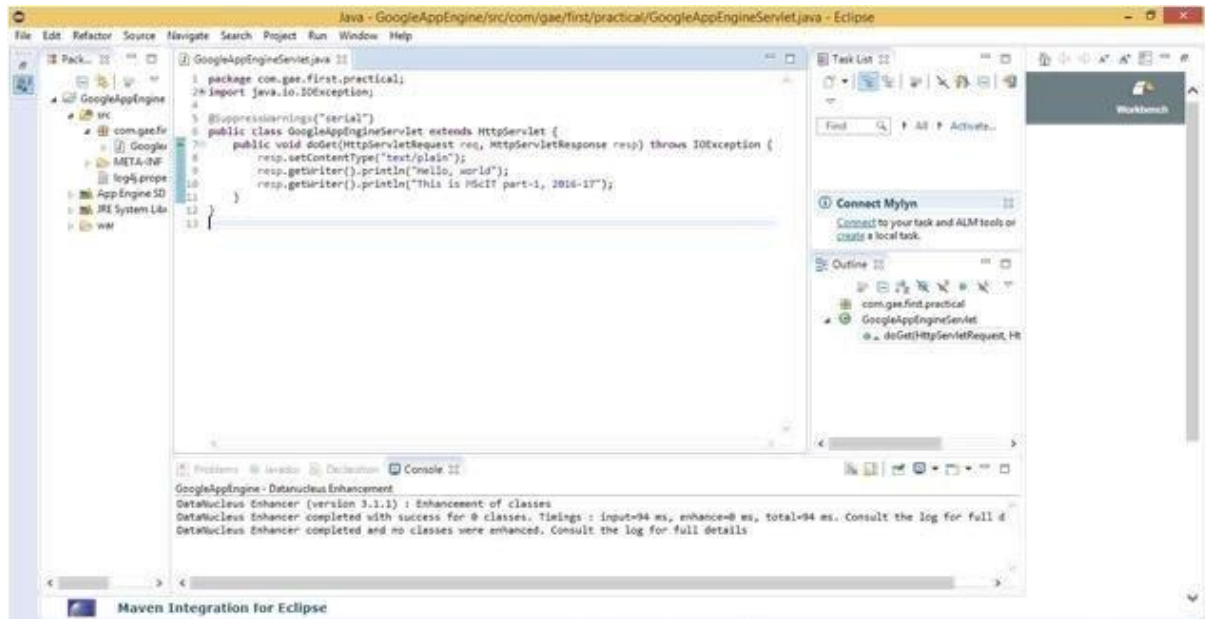 Java - GoogleAppEngine/src/com/gae/first/practical/GoogleAppEngineServlet.java - Eclipse
File Edit Refactor Source Navigate Search Project Run Window Help
Pack...
GoogleAppEngine
src
com.gae.fir
Google
META-INF
log4j.prope
App Engine SD
JRE System Libr
war
GoogleAppEngineServlet.java
1 package com.gae.first.practical;
2 import java.io.IOException;
4
5 @SuppressWarnings("serial")
6 public class GoogleAppEngineServlet extends HttpServlet {
7 public void doGet(HttpServletRequest req, HttpServletResponse resp) throws IOException {
8 resp.setContentType("text/plain");
9 resp.getWriter().println("Hello, world");
10 resp.getWriter().println("This is MScIT part-1, 2016-17");
11 }
12 }
13
Task List
Find All Activate...
Connect Mylyn
Connect to your task and ALM tools or
create a local task.
Outline
com.gae.first.practical
GoogleAppEngineServlet
doGet(HttpServletRequest, Ht
Workbench
Problems Javadoc Declaration Console
GoogleAppEngine - Datanucleus Enhancement
DataNucleus Enhancer (version 3.1.1) : Enhancement of classes
DataNucleus Enhancer completed with success for 0 classes. Timings : input=94 ms, enhance=0 ms, total=94 ms. Consult the log for full d
DataNucleus Enhancer completed and no classes were enhanced. Consult the log for full details
Maven Integration for Eclipse